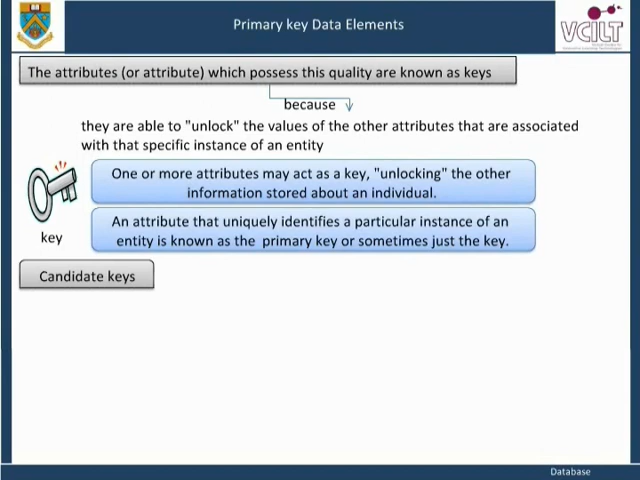 Primary key Data Elements
VCILT
The attributes (or attribute) which possess this quality are known as keys
because
they are able to "unlock" the values of the other attributes that are associated
with that specific instance of an entity
One or more attributes may act as a key, "unlocking" the other
information stored about an individual.
key
An attribute that uniquely identifies a particular instance of an
entity is known as the primary key or sometimes just the key.
Candidate keys
Database